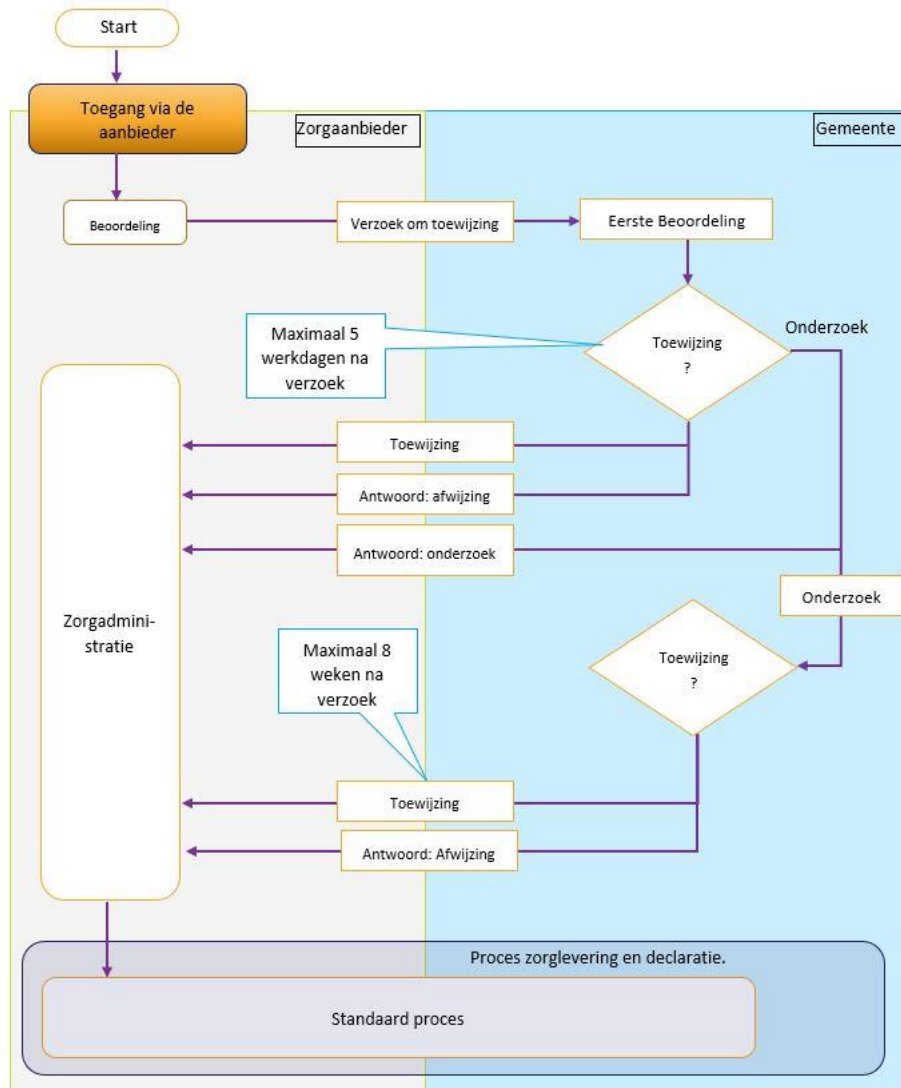 Start
Toegang via de
aanbieder
Zorgaanbieder
Gemeente
Beoordeling
Verzoek om toewijzing
Eerste Beoordeling
Maximaal 5
werkdagen na
verzoek
Toewijzing
?
Onderzoek
Toewijzing
Antwoord: afwijzing
Antwoord: onderzoek
Onderzoek
Zorgadmini-
stratie
Maximaal 8
weken na
verzoek
Toewijzing
?
Toewijzing
Antwoord: Afwijzing
Proces zorglevering en declaratie.
Standaard proces